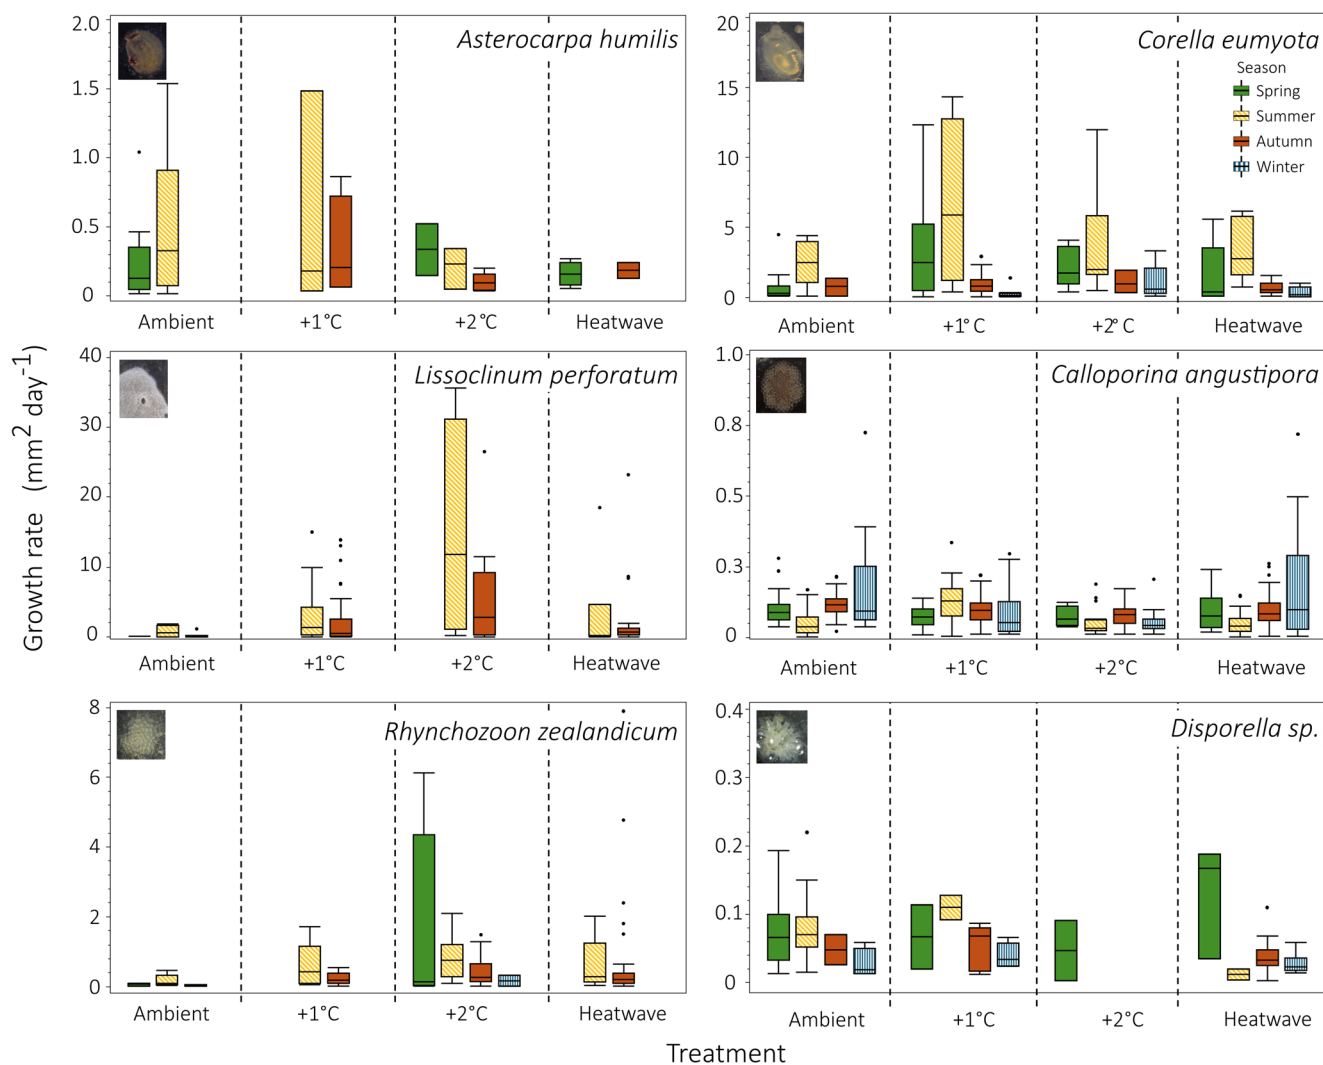 Growth rate (mm2 day-1)
Asterocarpa humilis
2.0
1.5
1.0
0.5
0
Ambient
+1°C
+2°C
Heatwave
Corella eumyota
Season
Spring
Summer
Autumn
Winter
20
15
10
5
0
Ambient
+1°C
+2°C
Heatwave
Lissoclinum perforatum
40
30
20
10
0
Ambient
+1°C
+2°C
Heatwave
Calloporina angustipora
1.0
0.8
0.5
0.3
0
Ambient
+1°C
+2°C
Heatwave
Rhynchozoon zealandicum
8
6
4
2
0
Ambient
+1°C
+2°C
Heatwave
Disporella sp.
0.4
0.3
0.2
0.1
0
Ambient
+1°C
+2°C
Heatwave
Treatment